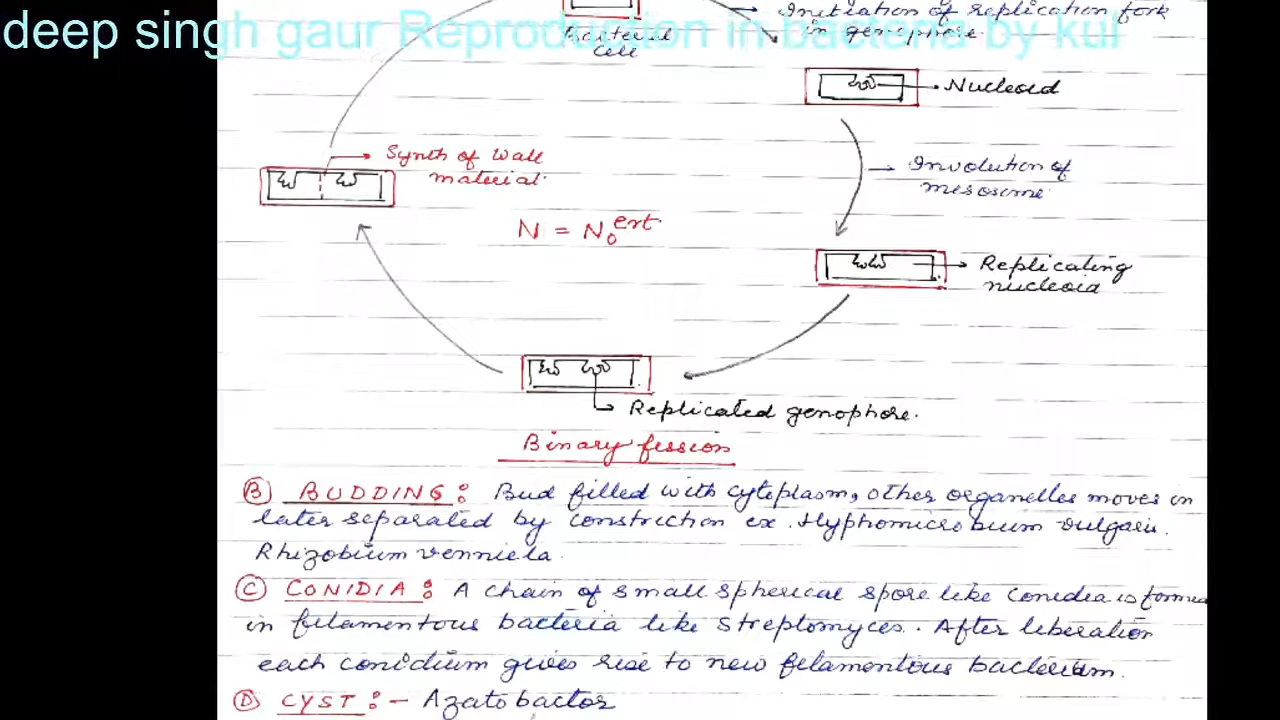 deep singh gaur Reproduction in bacteria by kul
Initiation of replication fork
in genophore.
Bacterial
cell
Nucleoid
Synth of wall
material.
Involution of
mesosome
N = N₀ᵉʳᵗ
Replicating
nucleoid
Replicated genophore.
Binary fission
(B) BUDDING: Bud filled with cytoplasm, other organelles moves in
later separated by constriction ex. Hyphomicrobium vulgaris.
Rhizobium venniela.
(C) CONIDIA: A chain of small spherical spore like conidia is formed
in filamentous bacteria like streptomyces. After liberation
each conidium gives rise to new filamentous bacterium.
(D) CYST:- Azatobactor